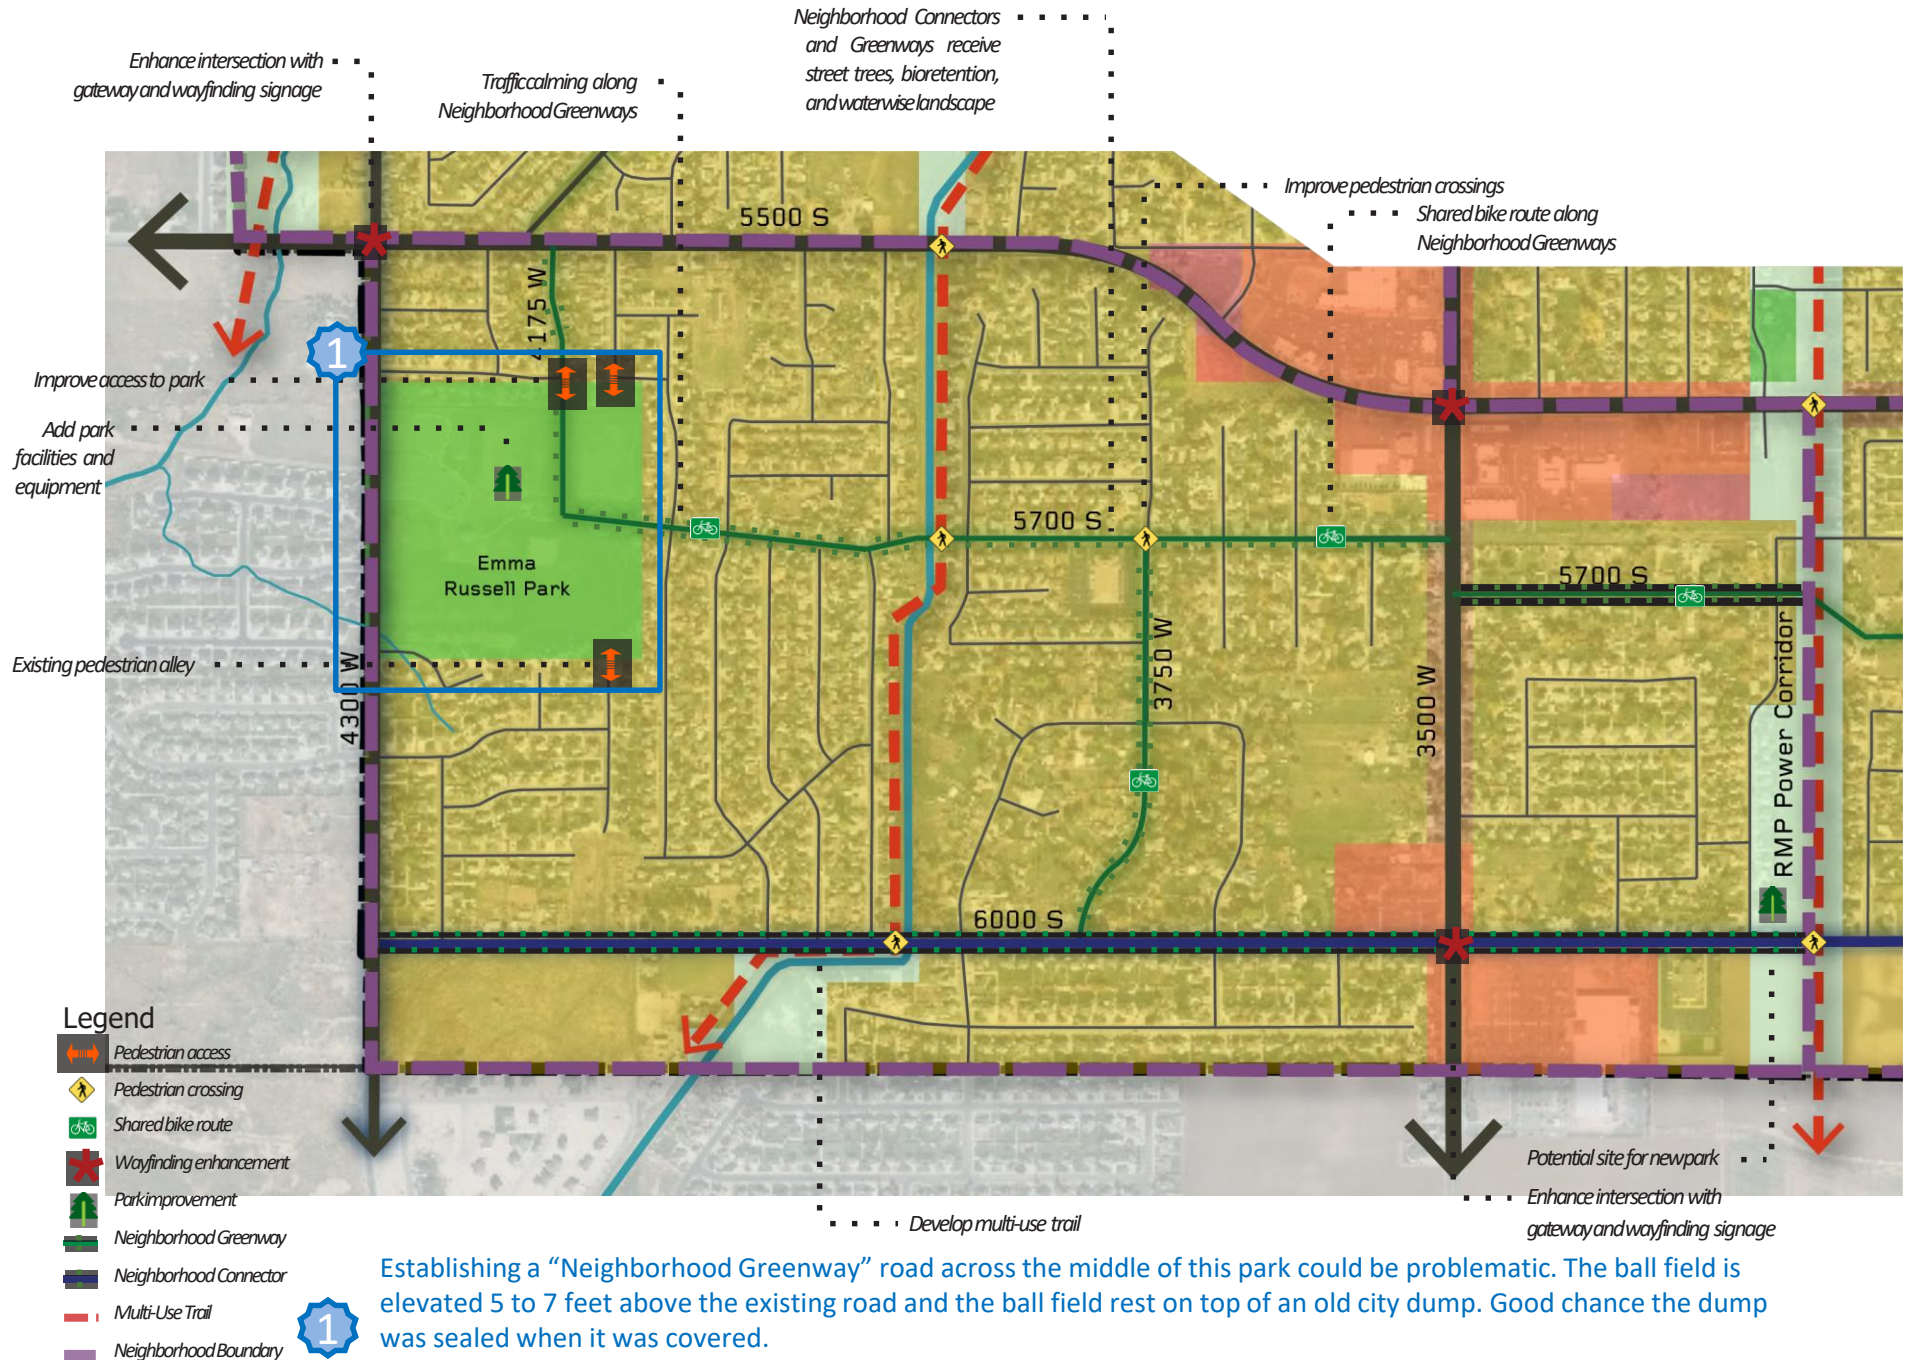 Neighborhood Connectors
and Greenways receive
street trees, bioretention,
and waterwise landscape
Enhance intersection with
gateway and wayfinding signage
Traffic calming along
Neighborhood Greenways
Improve pedestrian crossings
Shared bike route along
Neighborhood Greenways
5500 S
4175 W
1
Improve access to park
Add park
facilities and
equipment
5700 S
Emma
Russell Park
5700 S
Existing pedestrian alley
4300 W
3750 W
3500 W
RMP Power Corridor
6000 S
Legend
Pedestrian access
Pedestrian crossing
Shared bike route
Wayfinding enhancement
Park improvement
Neighborhood Greenway
Neighborhood Connector
Multi-Use Trail
Neighborhood Boundary
Potential site for new park
Enhance intersection with
gateway and wayfinding signage
Develop multi-use trail
1
Establishing a “Neighborhood Greenway” road across the middle of this park could be problematic. The ball field is
elevated 5 to 7 feet above the existing road and the ball field rest on top of an old city dump. Good chance the dump
was sealed when it was covered.